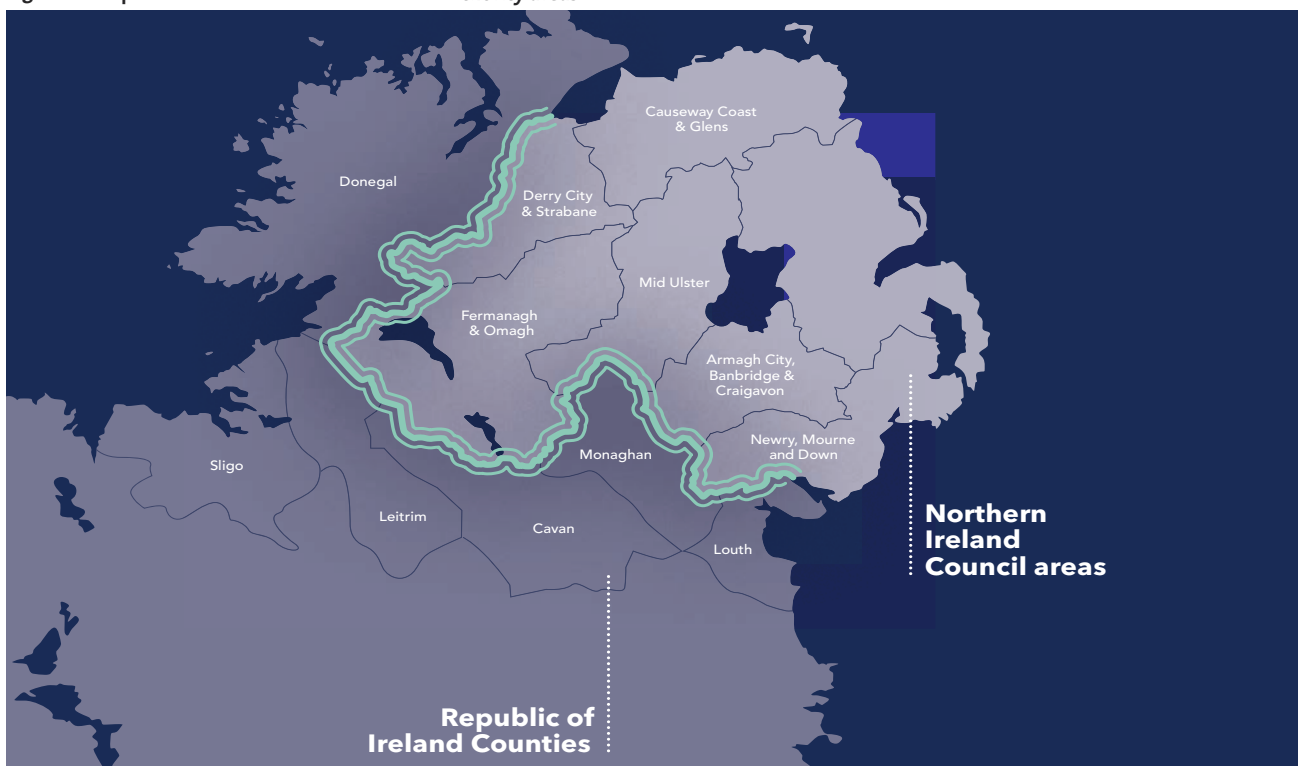 Causeway Coast
& Glens
Donegal
Derry City
& Strabane
Mid Ulster
Fermanagh
& Omagh
Armagh City,
Banbridge &
Craigavon
Newry, Mourne
and Down
Monaghan
Sligo
Leitrim
Cavan
Louth
Northern
Ireland
Council areas
Republic of
Ireland Counties